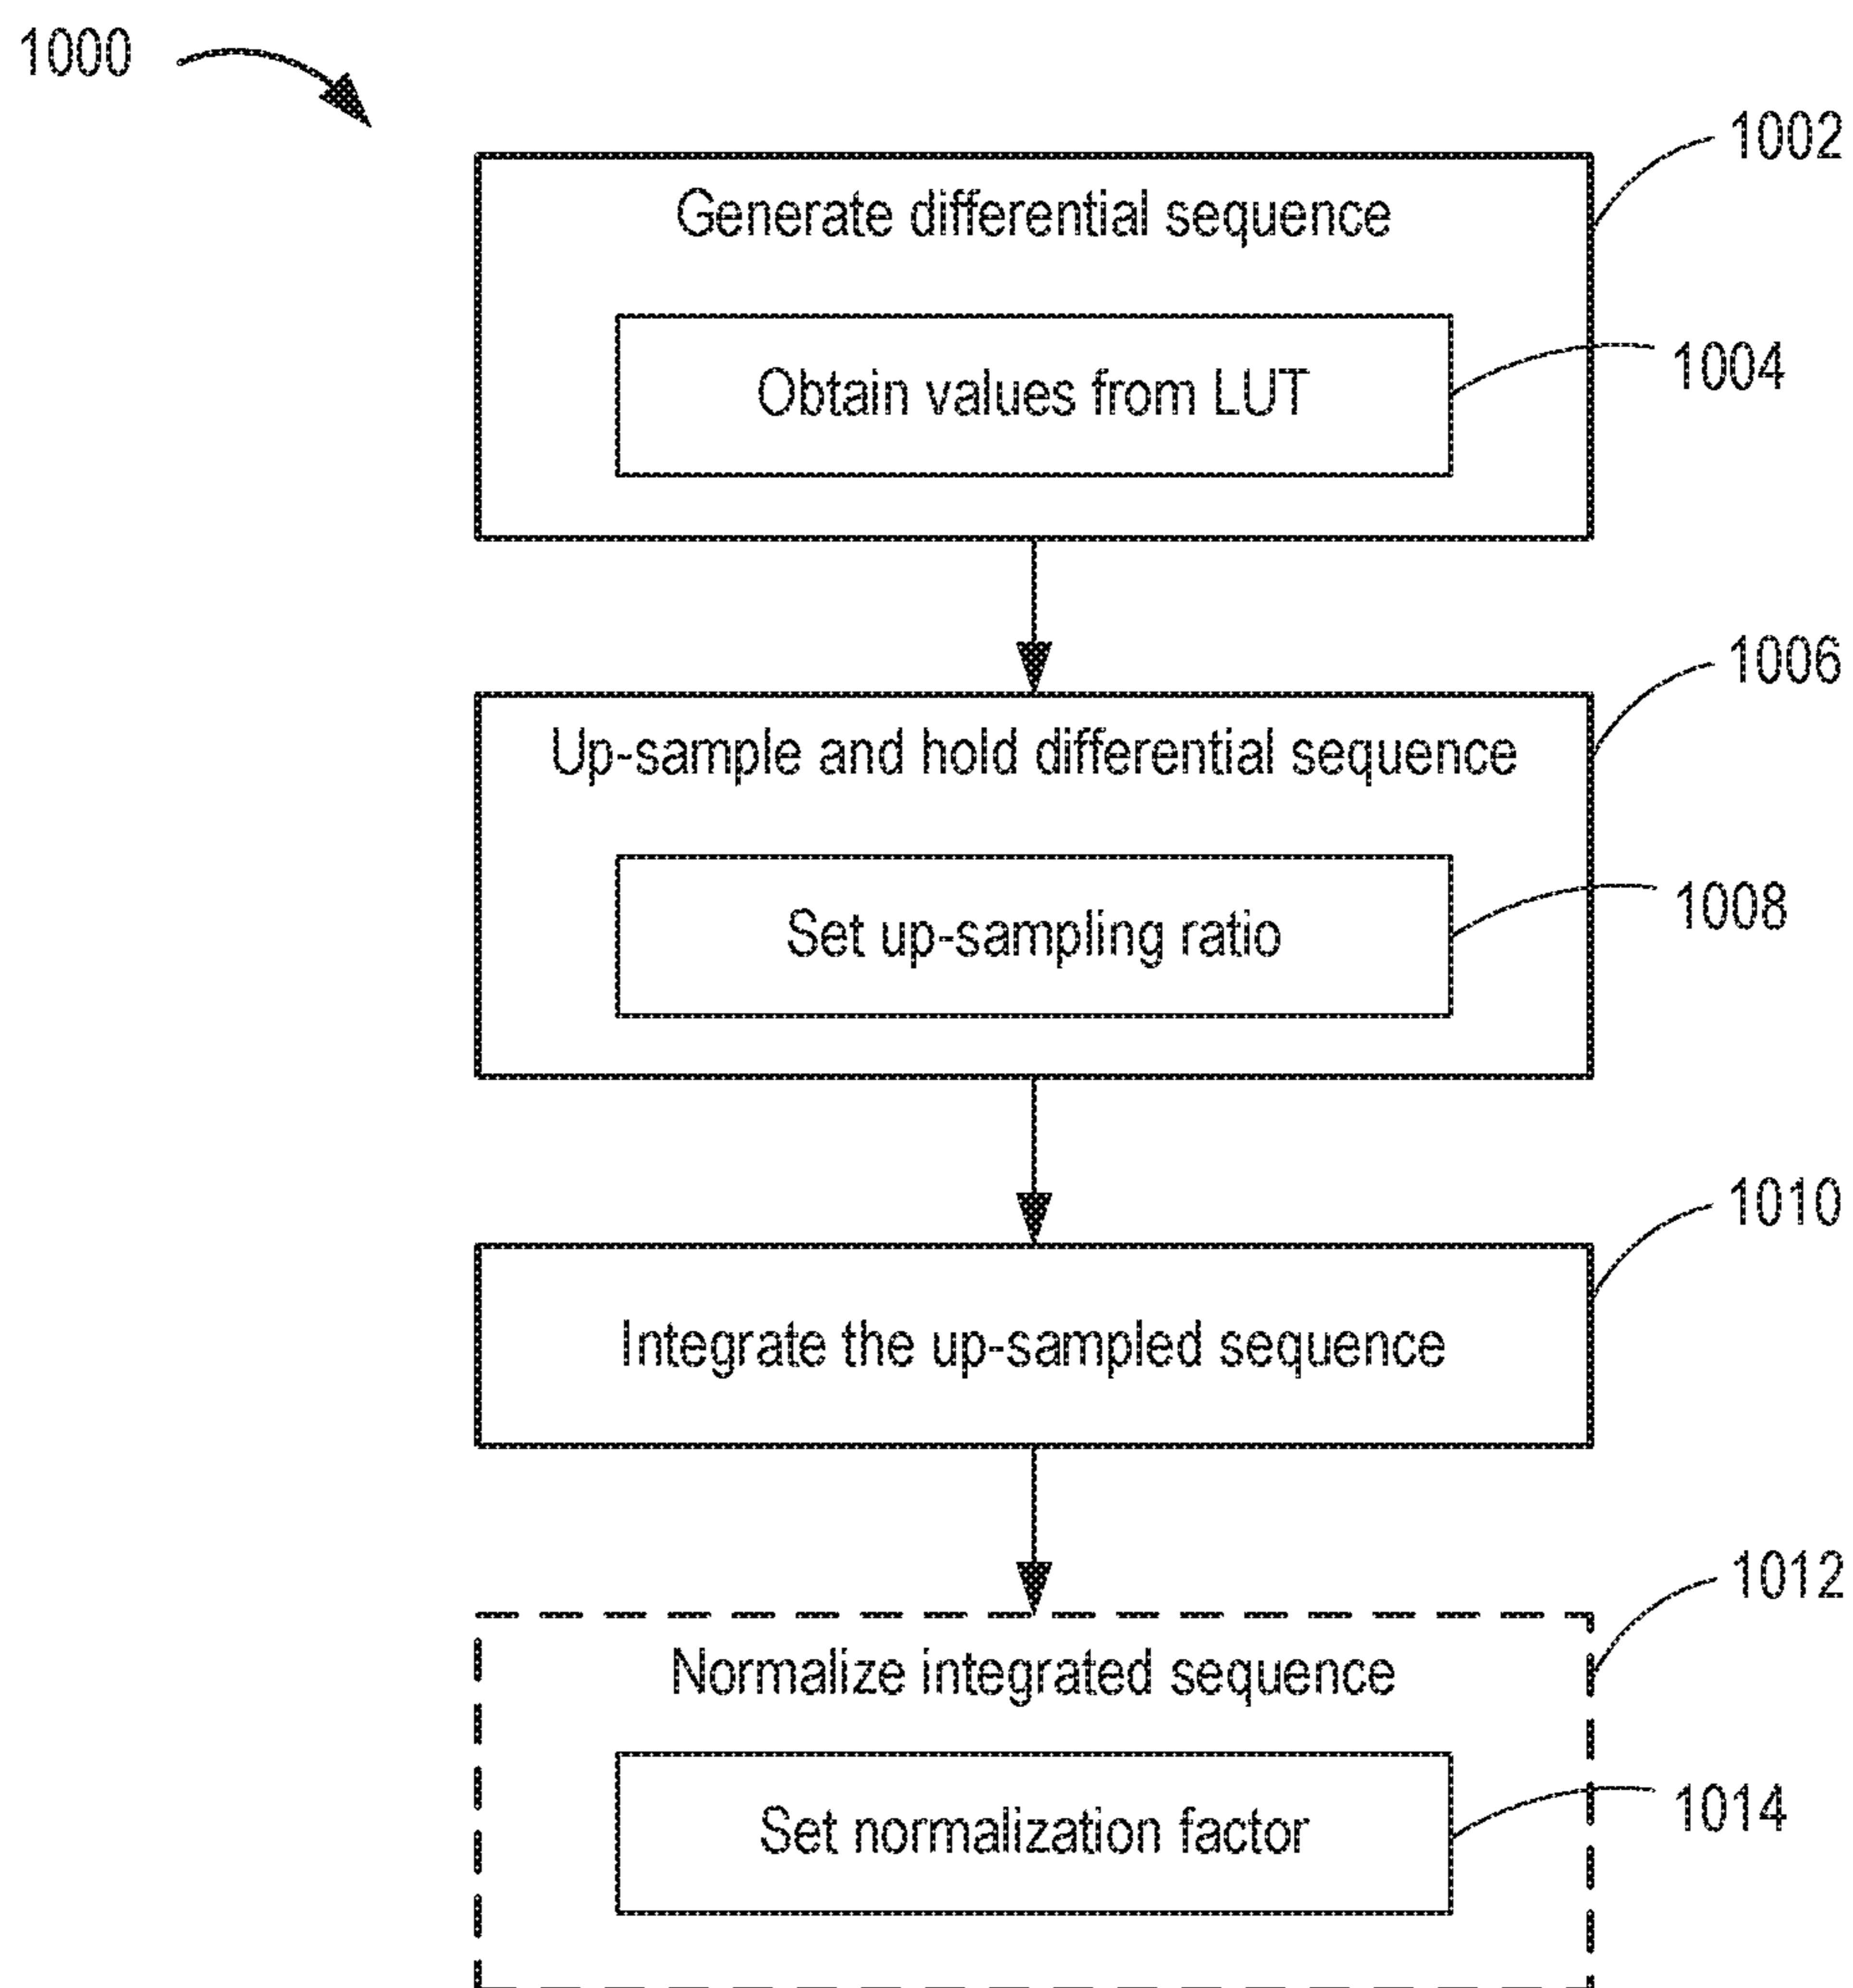 1000
1002
Generate differential sequence
1004
Obtain values from LUT
1006
Up-sample and hold differential sequence
1008
Set up-sampling ratio
1010
Integrate the up-sampled sequence
1012
Normalize integrated sequence
1014
Set normalization factor